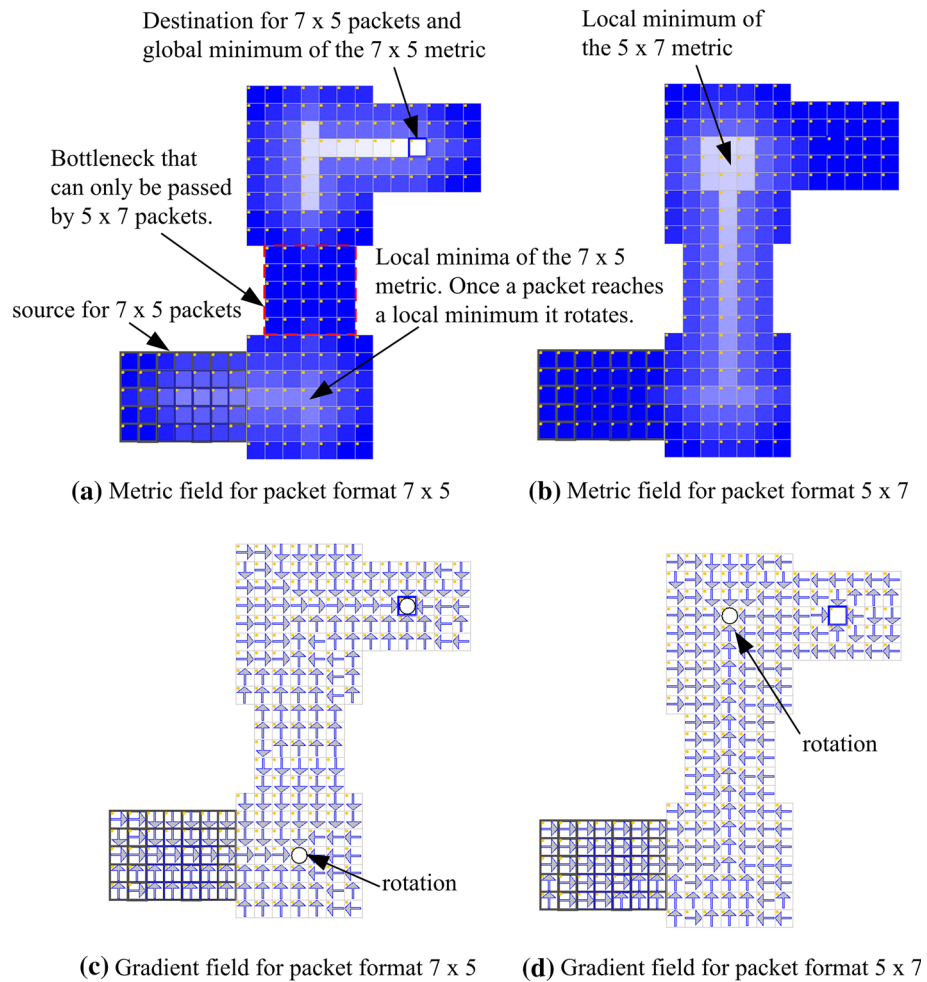 Destination for 7 x 5 packets and
global minimum of the 7 x 5 metric
Local minimum of
the 5 x 7 metric
Bottleneck that
can only be passed
by 5 x 7 packets.
Local minima of the 7 x 5
metric. Once a packet reaches
a local minimum it rotates.
source for 7 x 5 packets
(a) Metric field for packet format 7 x 5
(b) Metric field for packet format 5 x 7
rotation
rotation
(c) Gradient field for packet format 7 x 5
(d) Gradient field for packet format 5 x 7